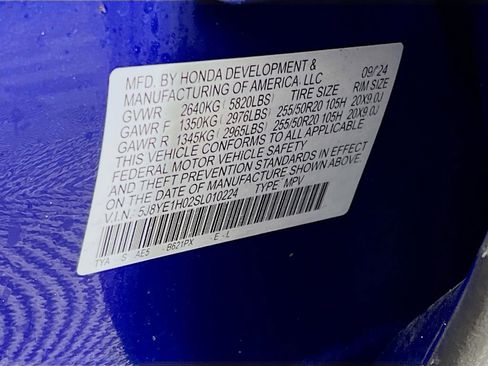 MFD. BY HONDA DEVELOPMENT & 09/24
MANUFACTURING OF AMERICA, LLC
GVWR 2640KG (5820LBS) TIRE SIZE RIM SIZE
GAWR F 1350KG (2976LBS) 255/50R20 105H 20X9.0J
GAWR R 1345KG (2965LBS) 255/50R20 105H 20X9.0J
THIS VEHICLE CONFORMS TO ALL APPLICABLE
FEDERAL MOTOR VEHICLE SAFETY
AND THEFT PREVENTION STANDARDS IN EFFECT
ON THE DATE OF MANUFACTURE SHOWN ABOVE.
V.I.N.: 5J8YE1H02SL010224 TYPE MPV
TYA - S AE5 - B621PX - E - L